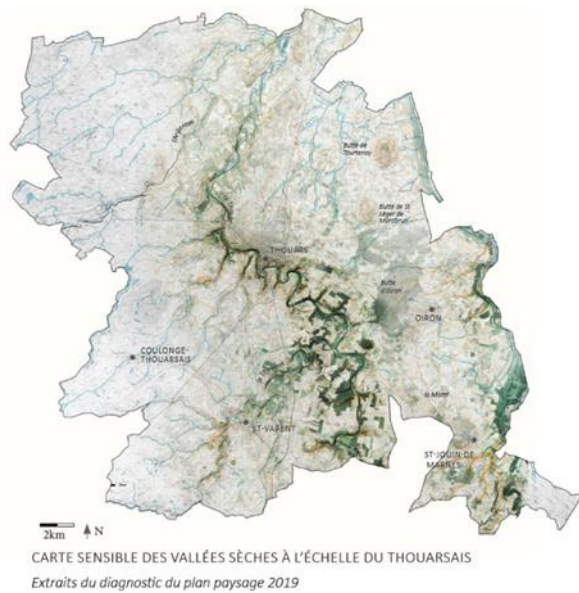 Butte de
Tourtenay
Butte de St
Léger de
Montbrun
THOUARS
Butte
d'Oiron
OIRON
COULONGE-
THOUARSAIS
ST-VARENT
ST-JOUIN-DE
MARNES
2km
N
CARTE SENSIBLE DES VALLÉES SÈCHES À L'ÉCHELLE DU THOUARSAIS
Extraits du diagnostic du plan paysage 2019